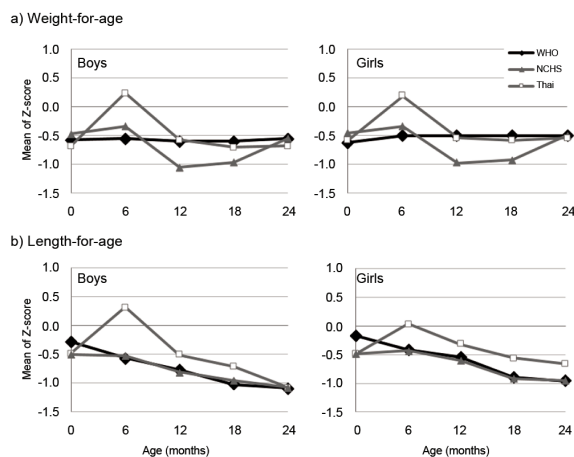 a) Weight-for-age
Boys
Girls
WHO
NCHS
Thai
Mean of Z-score
1.0
0.5
0.0
-0.5
-1.0
-1.5
0 6 12 18 24
1.0
0.5
0.0
-0.5
-1.0
-1.5
0 6 12 18 24
b) Length-for-age
Boys
Girls
Mean of Z-score
1.0
0.5
0.0
-0.5
-1.0
-1.5
0 6 12 18 24
Age (months)
1.0
0.5
0.0
-0.5
-1.0
-1.5
0 6 12 18 24
Age (months)